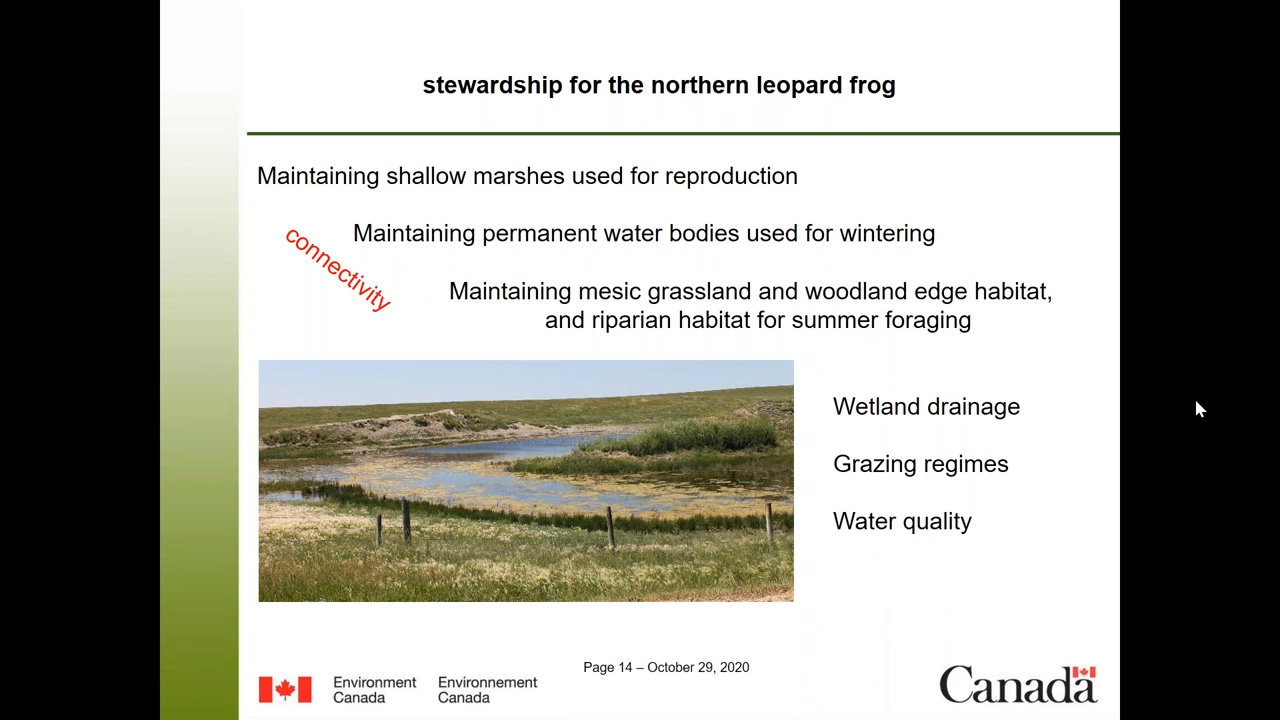 stewardship for the northern leopard frog
Maintaining shallow marshes used for reproduction
connectivity
Maintaining permanent water bodies used for wintering
Maintaining mesic grassland and woodland edge habitat,
and riparian habitat for summer foraging
Wetland drainage
Grazing regimes
Water quality
Page 14 – October 29, 2020
Environment
Canada
Environnement
Canada
Canada